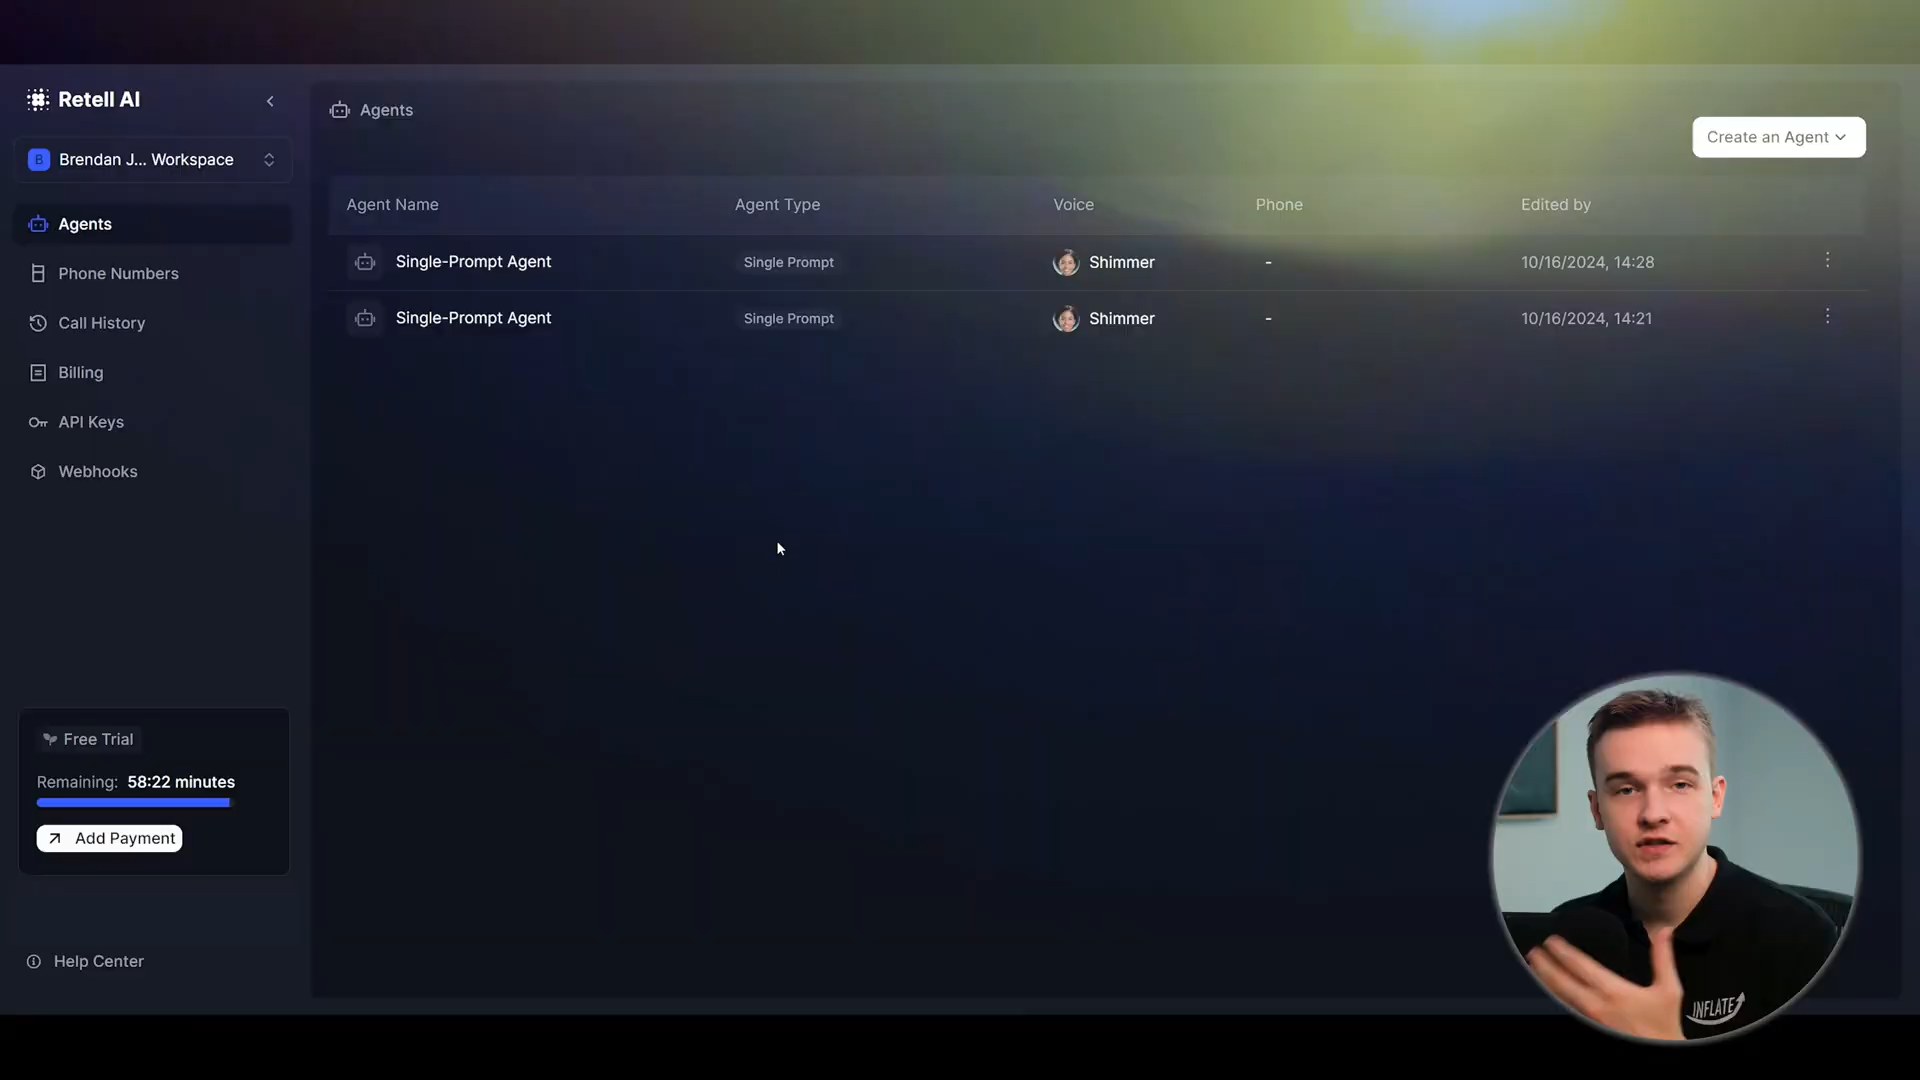 Retell AI
Agents
Create an Agent
B Brendan J... Workspace
Agents
Phone Numbers
Call History
Billing
API Keys
Webhooks
Agent Name Agent Type Voice Phone Edited by
Single-Prompt Agent Single Prompt Shimmer - 10/16/2024, 14:28
Single-Prompt Agent Single Prompt Shimmer - 10/16/2024, 14:21
Free Trial
Remaining: 58:22 minutes
Add Payment
Help Center
INFLATE